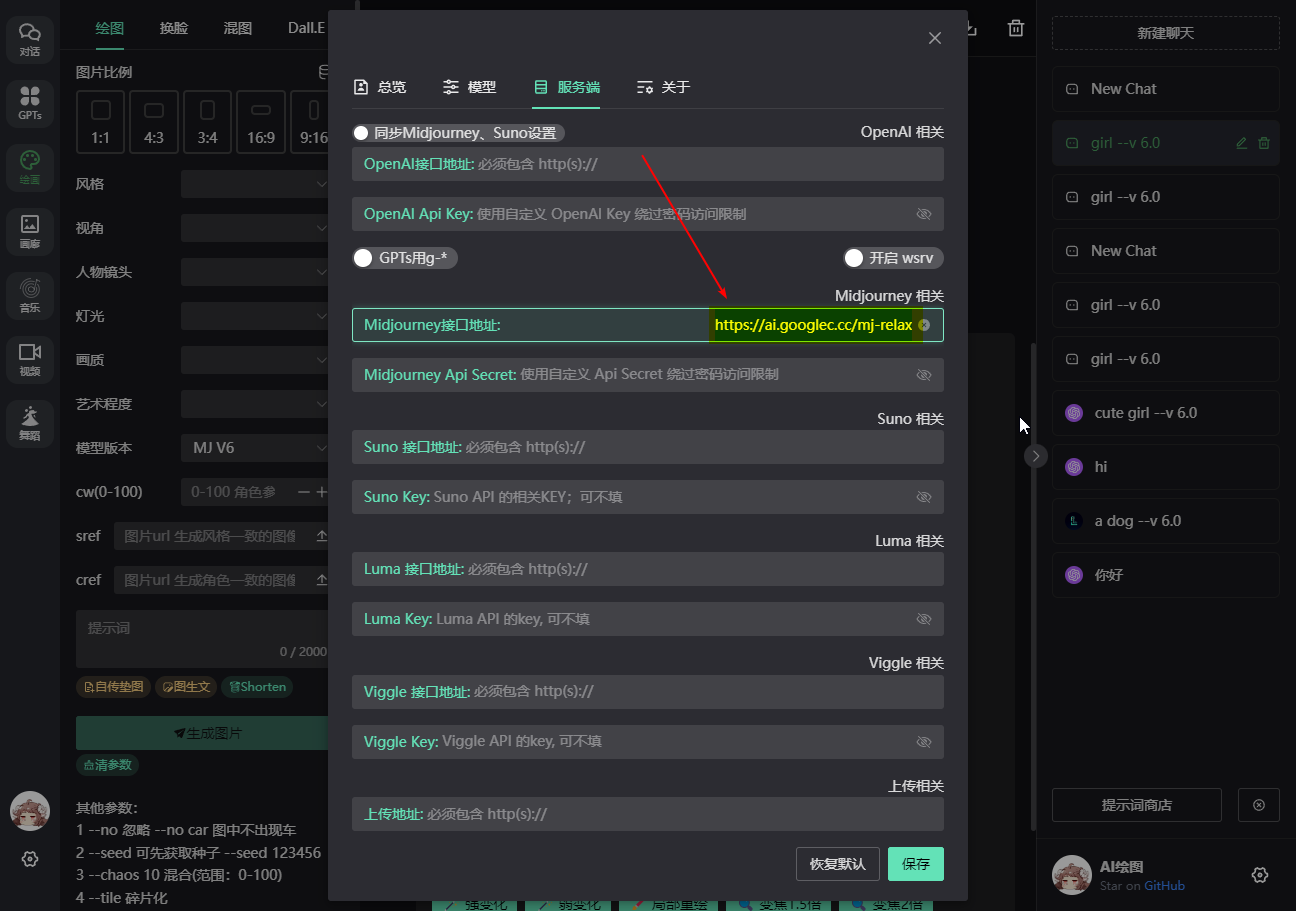 对话
GPTs
绘画
画廊
音乐
视频
舞蹈
绘图 换脸 混图 Dall.E
图片比例
1:1 4:3 3:4 16:9 9:16
风格
视角
人物镜头
灯光
画质
艺术程度
模型版本 MJ V6
cw(0-100) 0-100 角色参
sref 图片url 生成风格一致的图像
cref 图片url 生成角色一致的图像
提示词
0 / 2000
自传垫图 图生文 Shorten
生成图片
清参数
其他参数：
1 --no 忽略 --no car 图中不出现车
2 --seed 可先获取种子 --seed 123456
3 --chaos 10 混合(范围：0-100)
4 --tile 碎片化
总览 模型 服务端 关于
同步Midjourney、Suno设置 OpenAI 相关
OpenAI接口地址: 必须包含 http(s)://
OpenAI Api Key: 使用自定义 OpenAI Key 绕过密码访问限制
GPTs用g-* 开启 wsrv
Midjourney 相关
Midjourney接口地址: https://ai.googlec.cc/mj-relax
Midjourney Api Secret: 使用自定义 Api Secret 绕过密码访问限制
Suno 相关
Suno 接口地址: 必须包含 http(s)://
Suno Key: Suno API 的相关KEY；可不填
Luma 相关
Luma 接口地址: 必须包含 http(s)://
Luma Key: Luma API 的key, 可不填
Viggle 相关
Viggle 接口地址: 必须包含 http(s)://
Viggle Key: Viggle API 的key, 可不填
上传相关
上传地址: 必须包含 http(s)://
恢复默认 保存
强变化 弱变化 局部重绘 变焦1.5倍 变焦2倍
新建聊天
New Chat
girl --v 6.0
girl --v 6.0
New Chat
girl --v 6.0
girl --v 6.0
cute girl --v 6.0
hi
a dog --v 6.0
你好
提示词商店
AI绘图
Star on GitHub